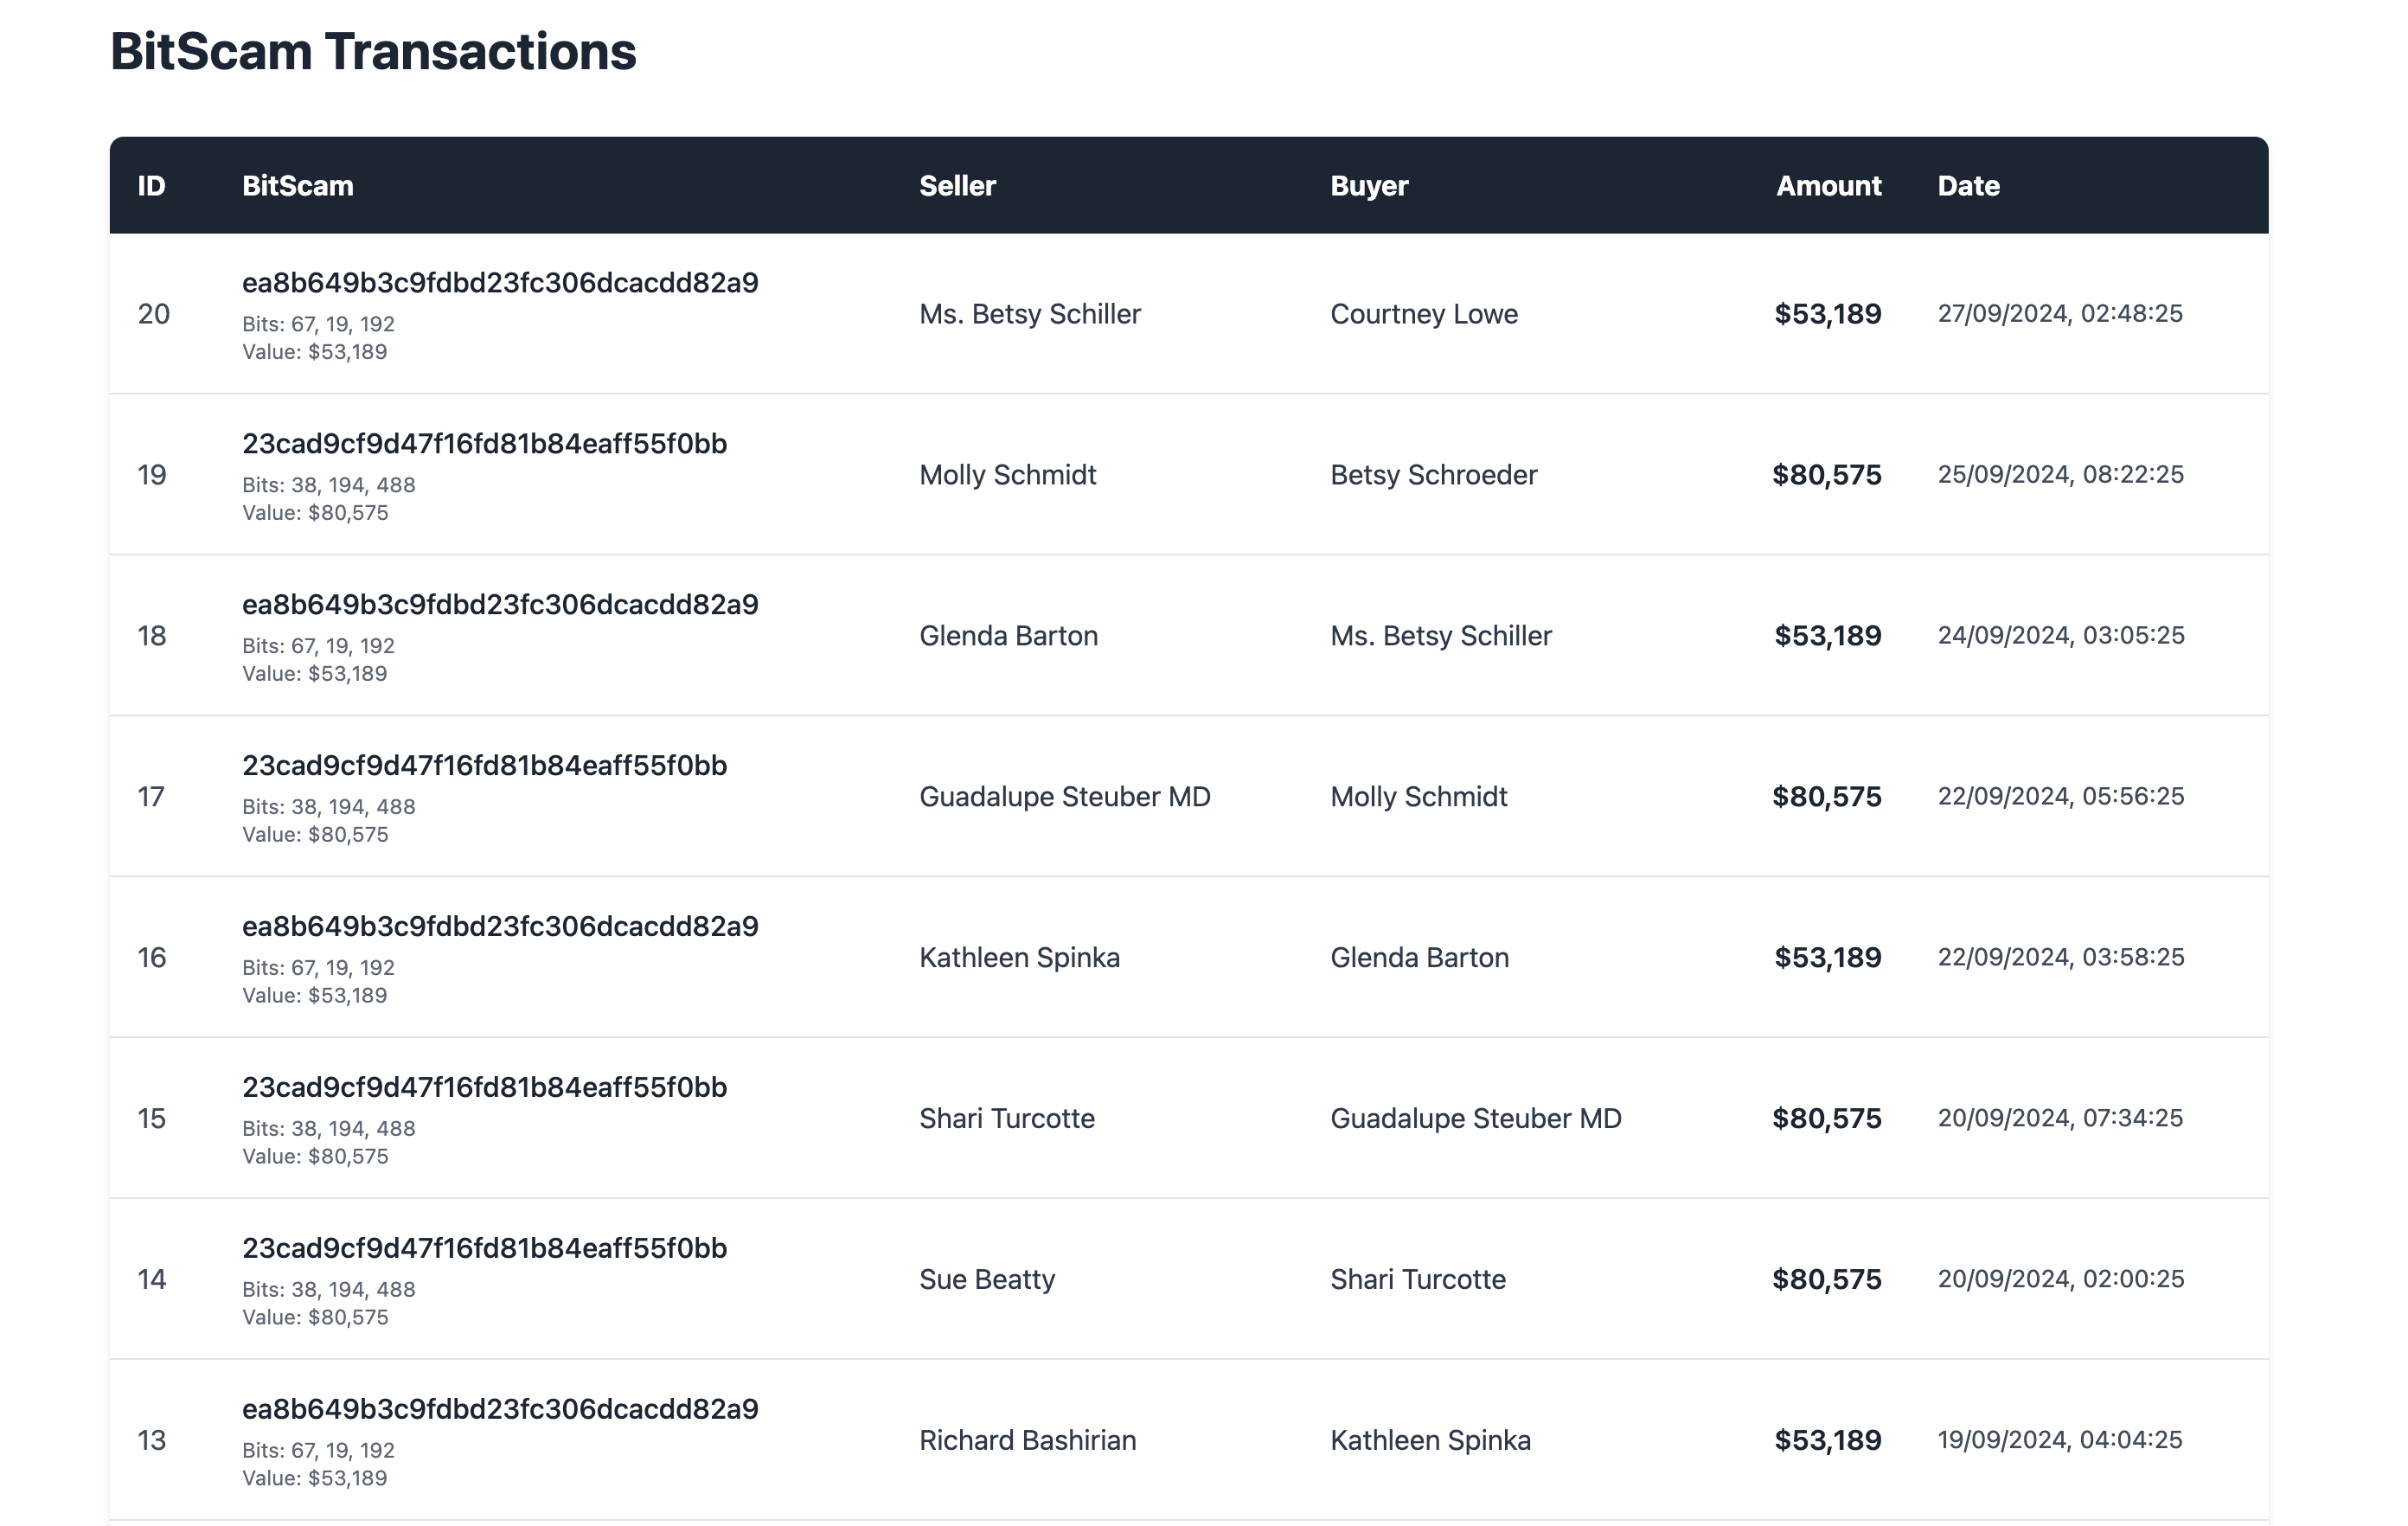 BitScam Transactions
ID BitScam Seller Buyer Amount Date
20 ea8b649b3c9fdbd23fc306dcacdd82a9 Ms. Betsy Schiller Courtney Lowe $53,189 27/09/2024, 02:48:25
Bits: 67, 19, 192
Value: $53,189
19 23cad9cf9d47f16fd81b84eaff55f0bb Molly Schmidt Betsy Schroeder $80,575 25/09/2024, 08:22:25
Bits: 38, 194, 488
Value: $80,575
18 ea8b649b3c9fdbd23fc306dcacdd82a9 Glenda Barton Ms. Betsy Schiller $53,189 24/09/2024, 03:05:25
Bits: 67, 19, 192
Value: $53,189
17 23cad9cf9d47f16fd81b84eaff55f0bb Guadalupe Steuber MD Molly Schmidt $80,575 22/09/2024, 05:56:25
Bits: 38, 194, 488
Value: $80,575
16 ea8b649b3c9fdbd23fc306dcacdd82a9 Kathleen Spinka Glenda Barton $53,189 22/09/2024, 03:58:25
Bits: 67, 19, 192
Value: $53,189
15 23cad9cf9d47f16fd81b84eaff55f0bb Shari Turcotte Guadalupe Steuber MD $80,575 20/09/2024, 07:34:25
Bits: 38, 194, 488
Value: $80,575
14 23cad9cf9d47f16fd81b84eaff55f0bb Sue Beatty Shari Turcotte $80,575 20/09/2024, 02:00:25
Bits: 38, 194, 488
Value: $80,575
13 ea8b649b3c9fdbd23fc306dcacdd82a9 Richard Bashirian Kathleen Spinka $53,189 19/09/2024, 04:04:25
Bits: 67, 19, 192
Value: $53,189